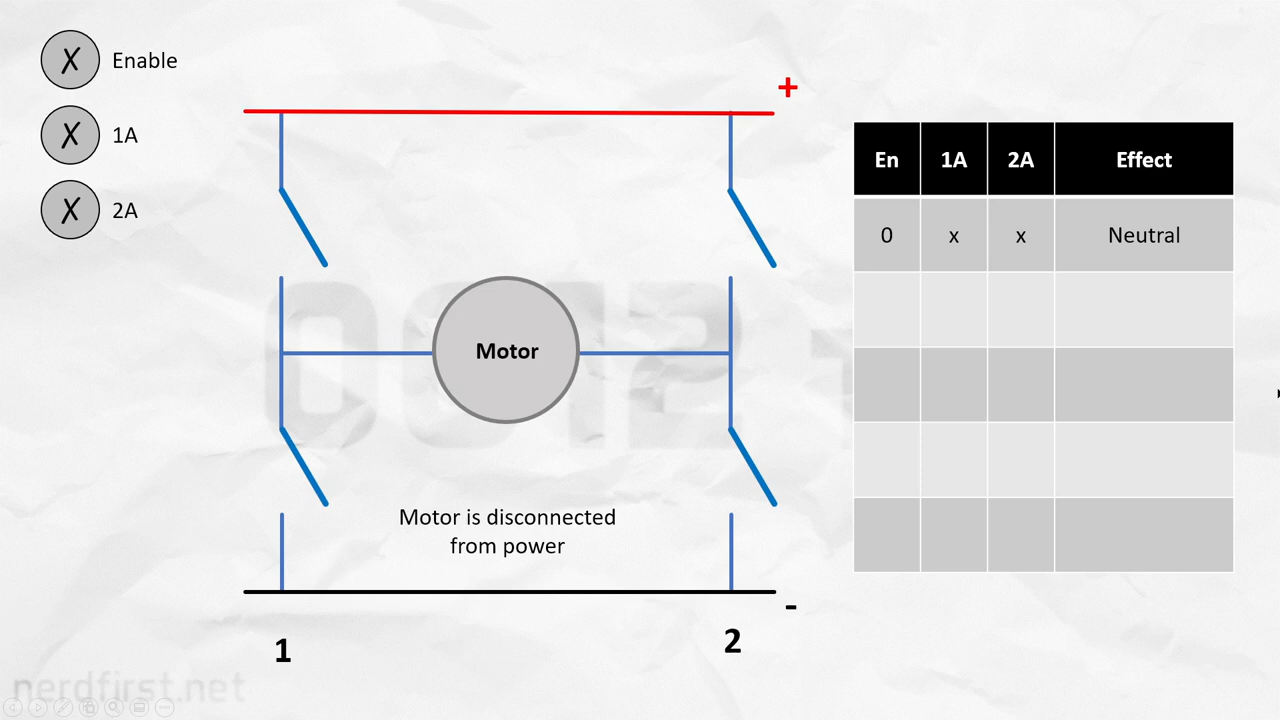 X Enable
X 1A
X 2A
+
Motor
Motor is disconnected
from power
-
1
2
En 1A 2A Effect
0 x x Neutral
0012
nerdfirst.net